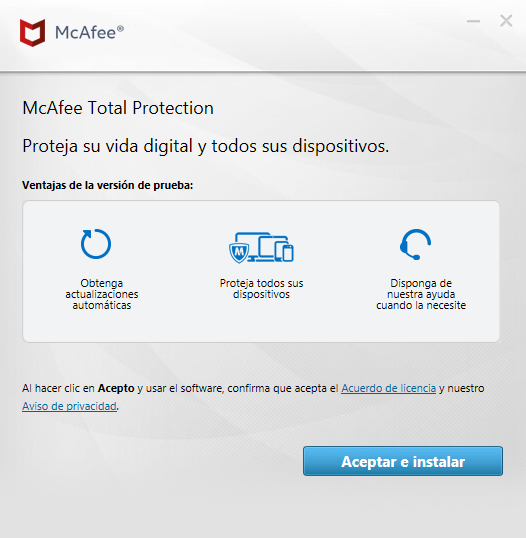 McAfee®
McAfee Total Protection
Proteja su vida digital y todos sus dispositivos.
Ventajas de la versión de prueba:
Obtenga
actualizaciones
automáticas
Proteja todos sus
dispositivos
Disponga de
nuestra ayuda
cuando la necesite
Al hacer clic en Acepto y usar el software, confirma que acepta el Acuerdo de licencia y nuestro
Aviso de privacidad.
Aceptar e instalar